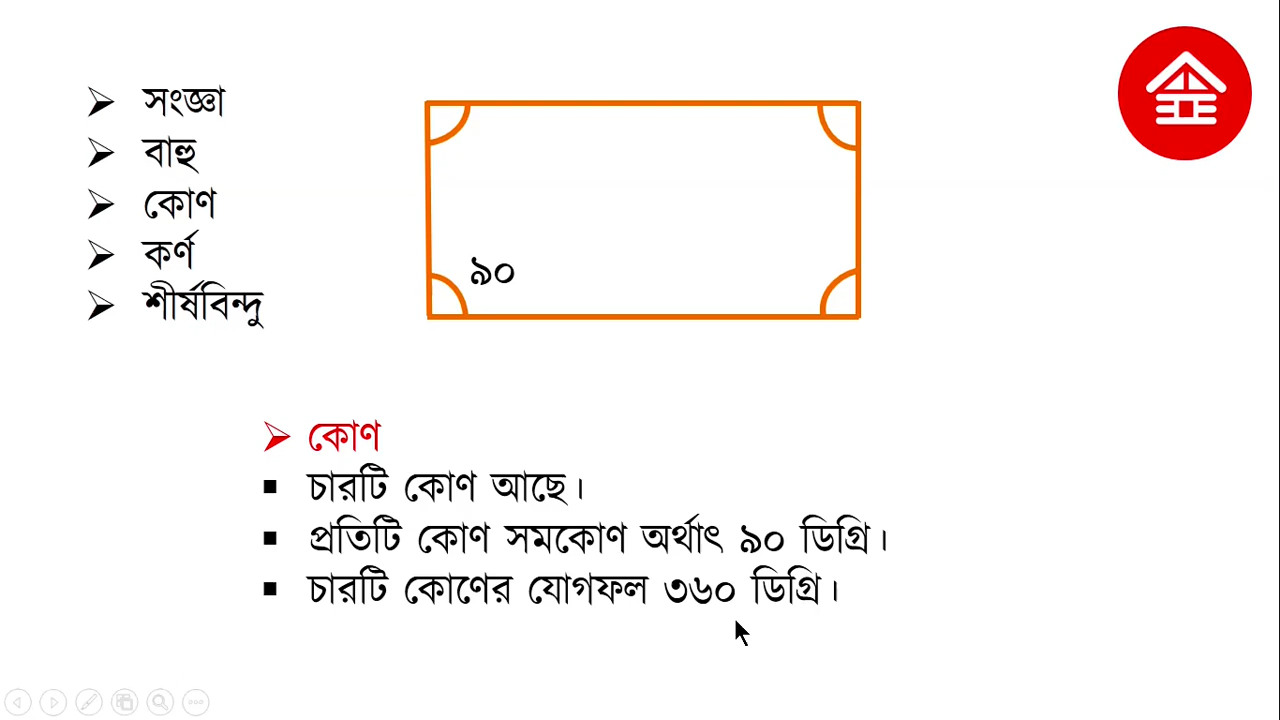 সংজ্ঞা
বাহু
কোণ
কর্ণ
শীর্ষবিন্দু
৯০
কোণ
চারটি কোণ আছে।
প্রতিটি কোণ সমকোণ অর্থাৎ ৯০ ডিগ্রি।
চারটি কোণের যোগফল ৩৬০ ডিগ্রি।